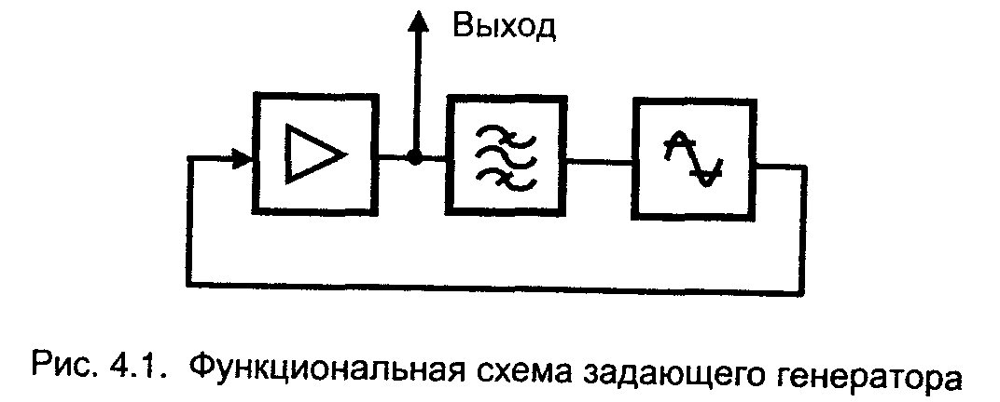 Выход
Рис. 4.1. Функциональная схема задающего генератора